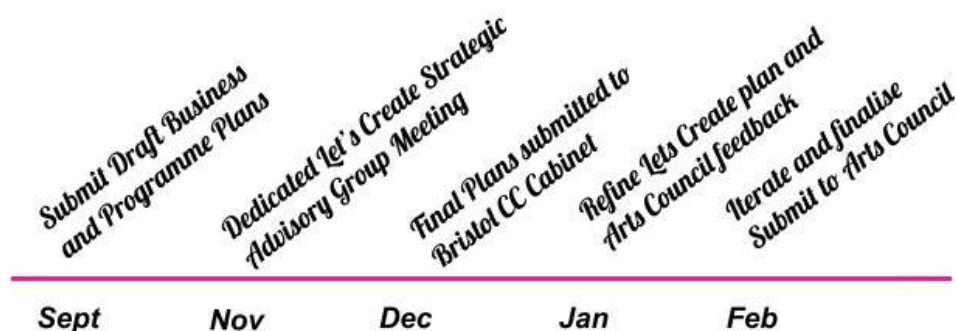 Submit Draft Business
and Programme Plans
Dedicated Let's Create Strategic
Advisory Group Meeting
Final Plans submitted to
Bristol CC Cabinet
Refine Lets Create plan and
Arts Council feedback
Iterate and finalise
Submit to Arts Council
Sept
Nov
Dec
Jan
Feb